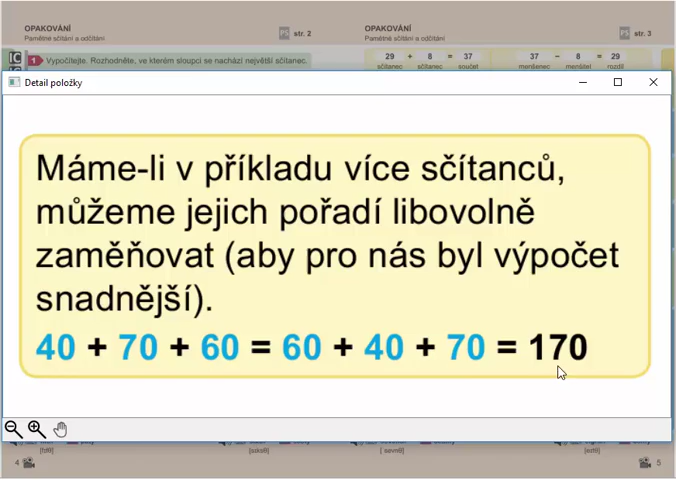 OPAKOVÁNÍ
Pamětné sčítání a odčítání
PS str. 2
OPAKOVÁNÍ
Pamětné sčítání a odčítání
PS str. 3
1 Vypočítejte. Rozhodněte, ve kterém sloupci se nachází největší sčítanec.
29 + 8 = 37
sčítanec sčítanec součet
37 − 8 = 29
menšenec menšitel rozdíl
Detail položky
Máme-li v příkladu více sčítanců,
můžeme jejich pořadí libovolně
zaměňovat (aby pro nás byl výpočet
snadnější).
40 + 70 + 60 = 60 + 40 + 70 = 170
4
5